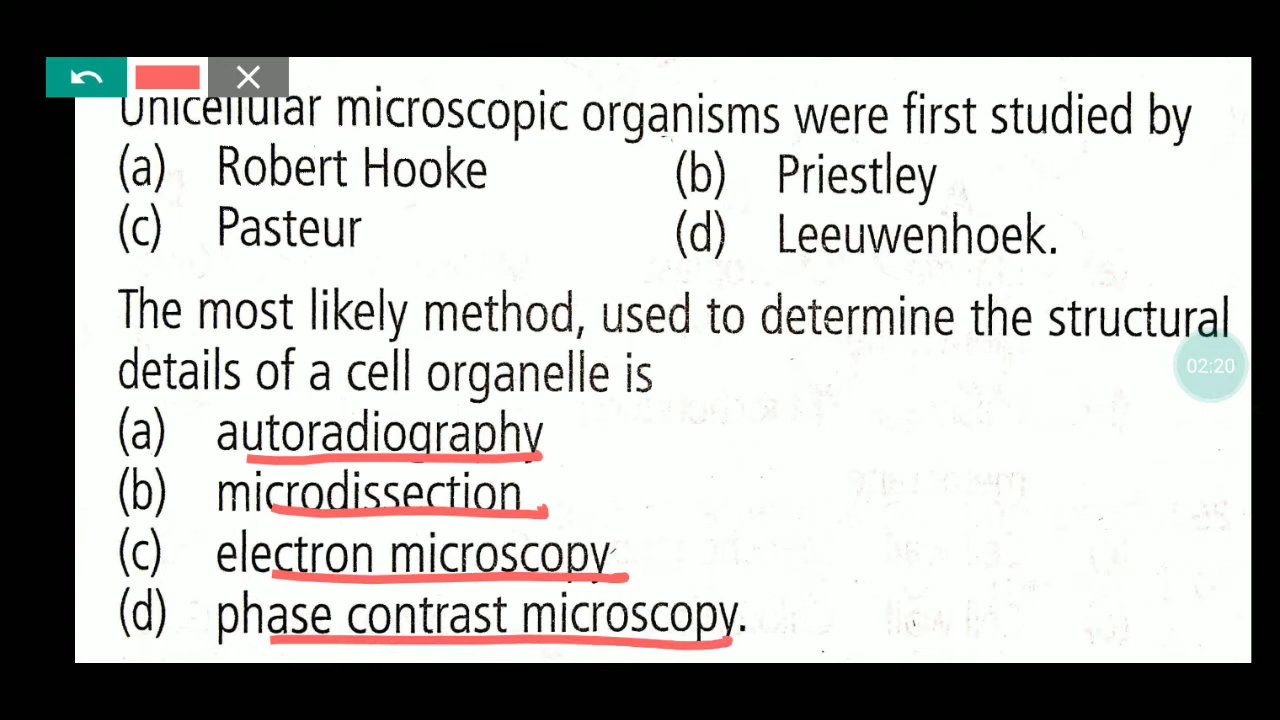 Unicellular microscopic organisms were first studied by
(a) Robert Hooke (b) Priestley
(c) Pasteur (d) Leeuwenhoek.
The most likely method, used to determine the structural
details of a cell organelle is
(a) autoradiography
(b) microdissection
(c) electron microscopy
(d) phase contrast microscopy.
02:20